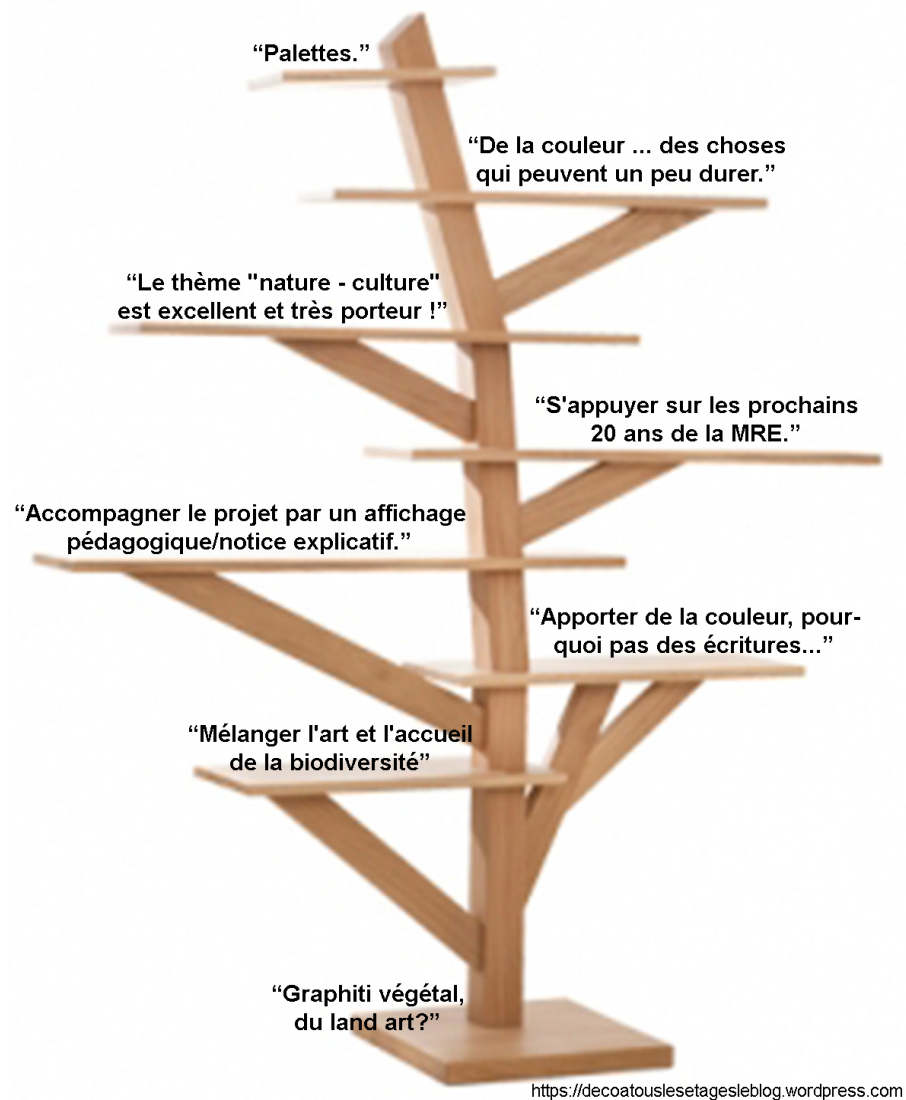 “Palettes.”
“De la couleur ... des choses
qui peuvent un peu durer.”
“Le thème "nature - culture"
est excellent et très porteur !”
“S'appuyer sur les prochains
20 ans de la MRE.”
“Accompagner le projet par un affichage
pédagogique/notice explicatif.”
“Apporter de la couleur, pour-
quoi pas des écritures...”
“Mélanger l'art et l'accueil
de la biodiversité”
“Graphiti végétal,
du land art?”
https://decoatouslesetagesleblog.wordpress.com